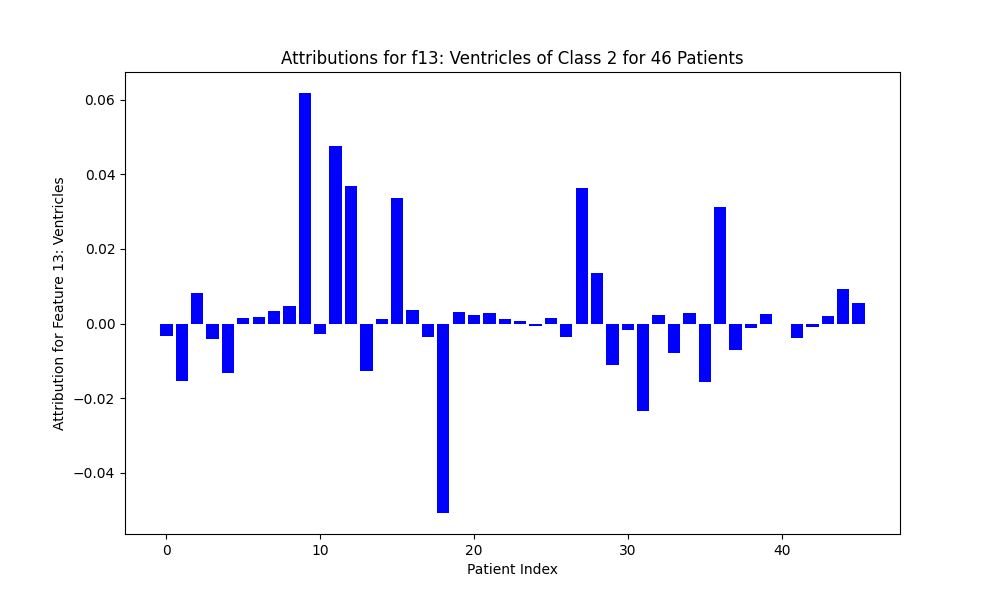 Attributions for f13: Ventricles of Class 2 for 46 Patients
Attribution for Feature 13: Ventricles
0.06
0.04
0.02
0.00
−0.02
−0.04
0 10 20 30 40
Patient Index